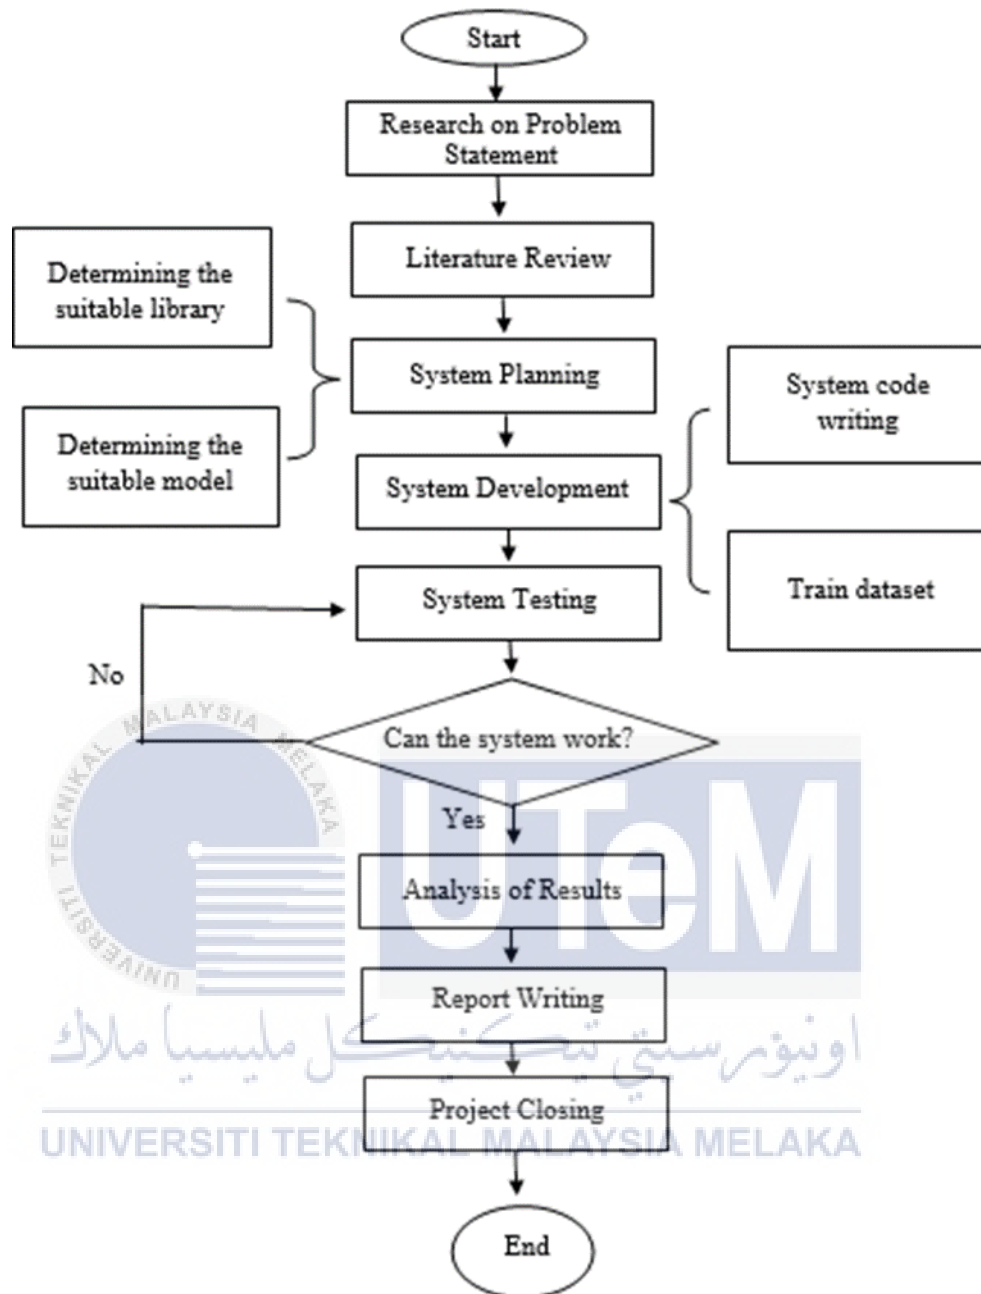 Start
Research on Problem
Statement
Literature Review
Determining the
suitable library
System Planning
Determining the
suitable model
System Development
System code
writing
Train dataset
System Testing
No
Can the system work?
Yes
Analysis of Results
Report Writing
Project Closing
End
UNIVERSITI TEKNIKAL MALAYSIA MELAKA
UTeM
اونيۏرسيتي تيكنيكل مليسيا ملاك
UNIVERSITI TEKNIKAL MALAYSIA MELAKA